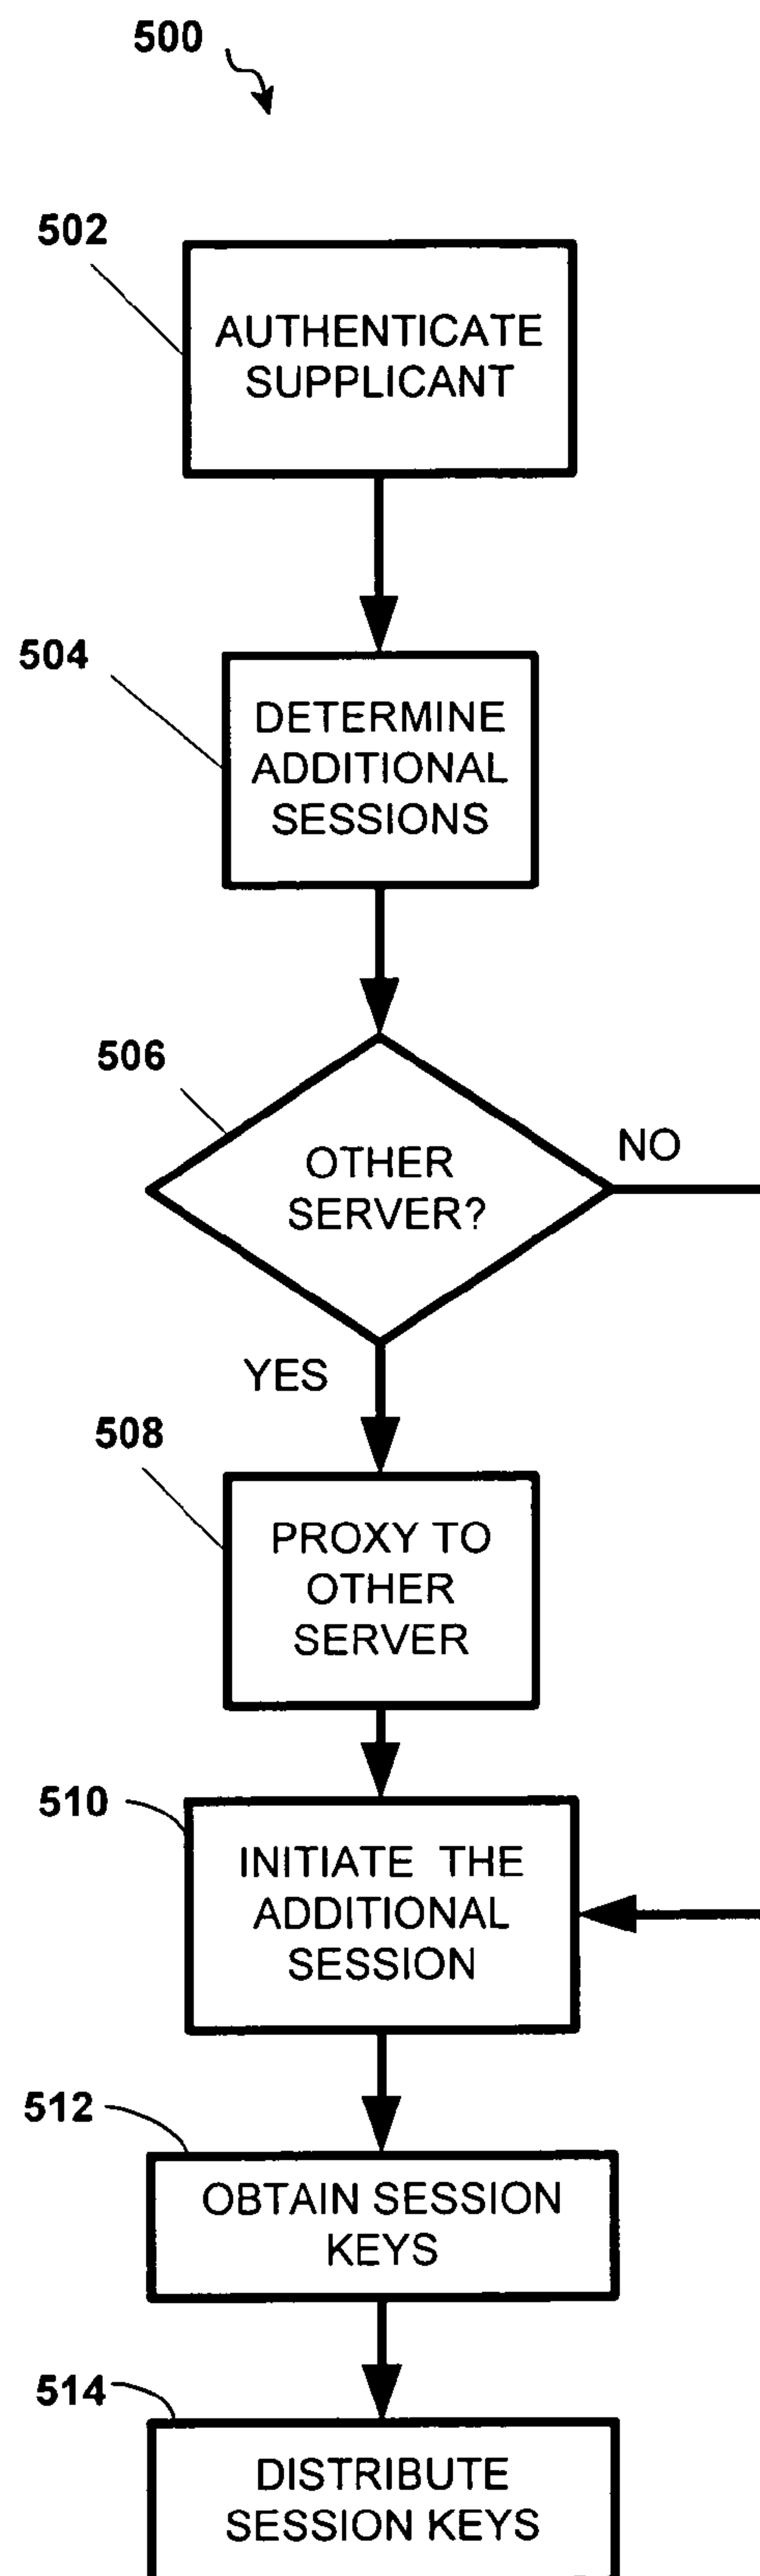 500
502
AUTHENTICATE
SUPPLICANT
504
DETERMINE
ADDITIONAL
SESSIONS
506
OTHER
SERVER?
NO
YES
508
PROXY TO
OTHER
SERVER
510
INITIATE THE
ADDITIONAL
SESSION
512
OBTAIN SESSION
KEYS
514
DISTRIBUTE
SESSION KEYS